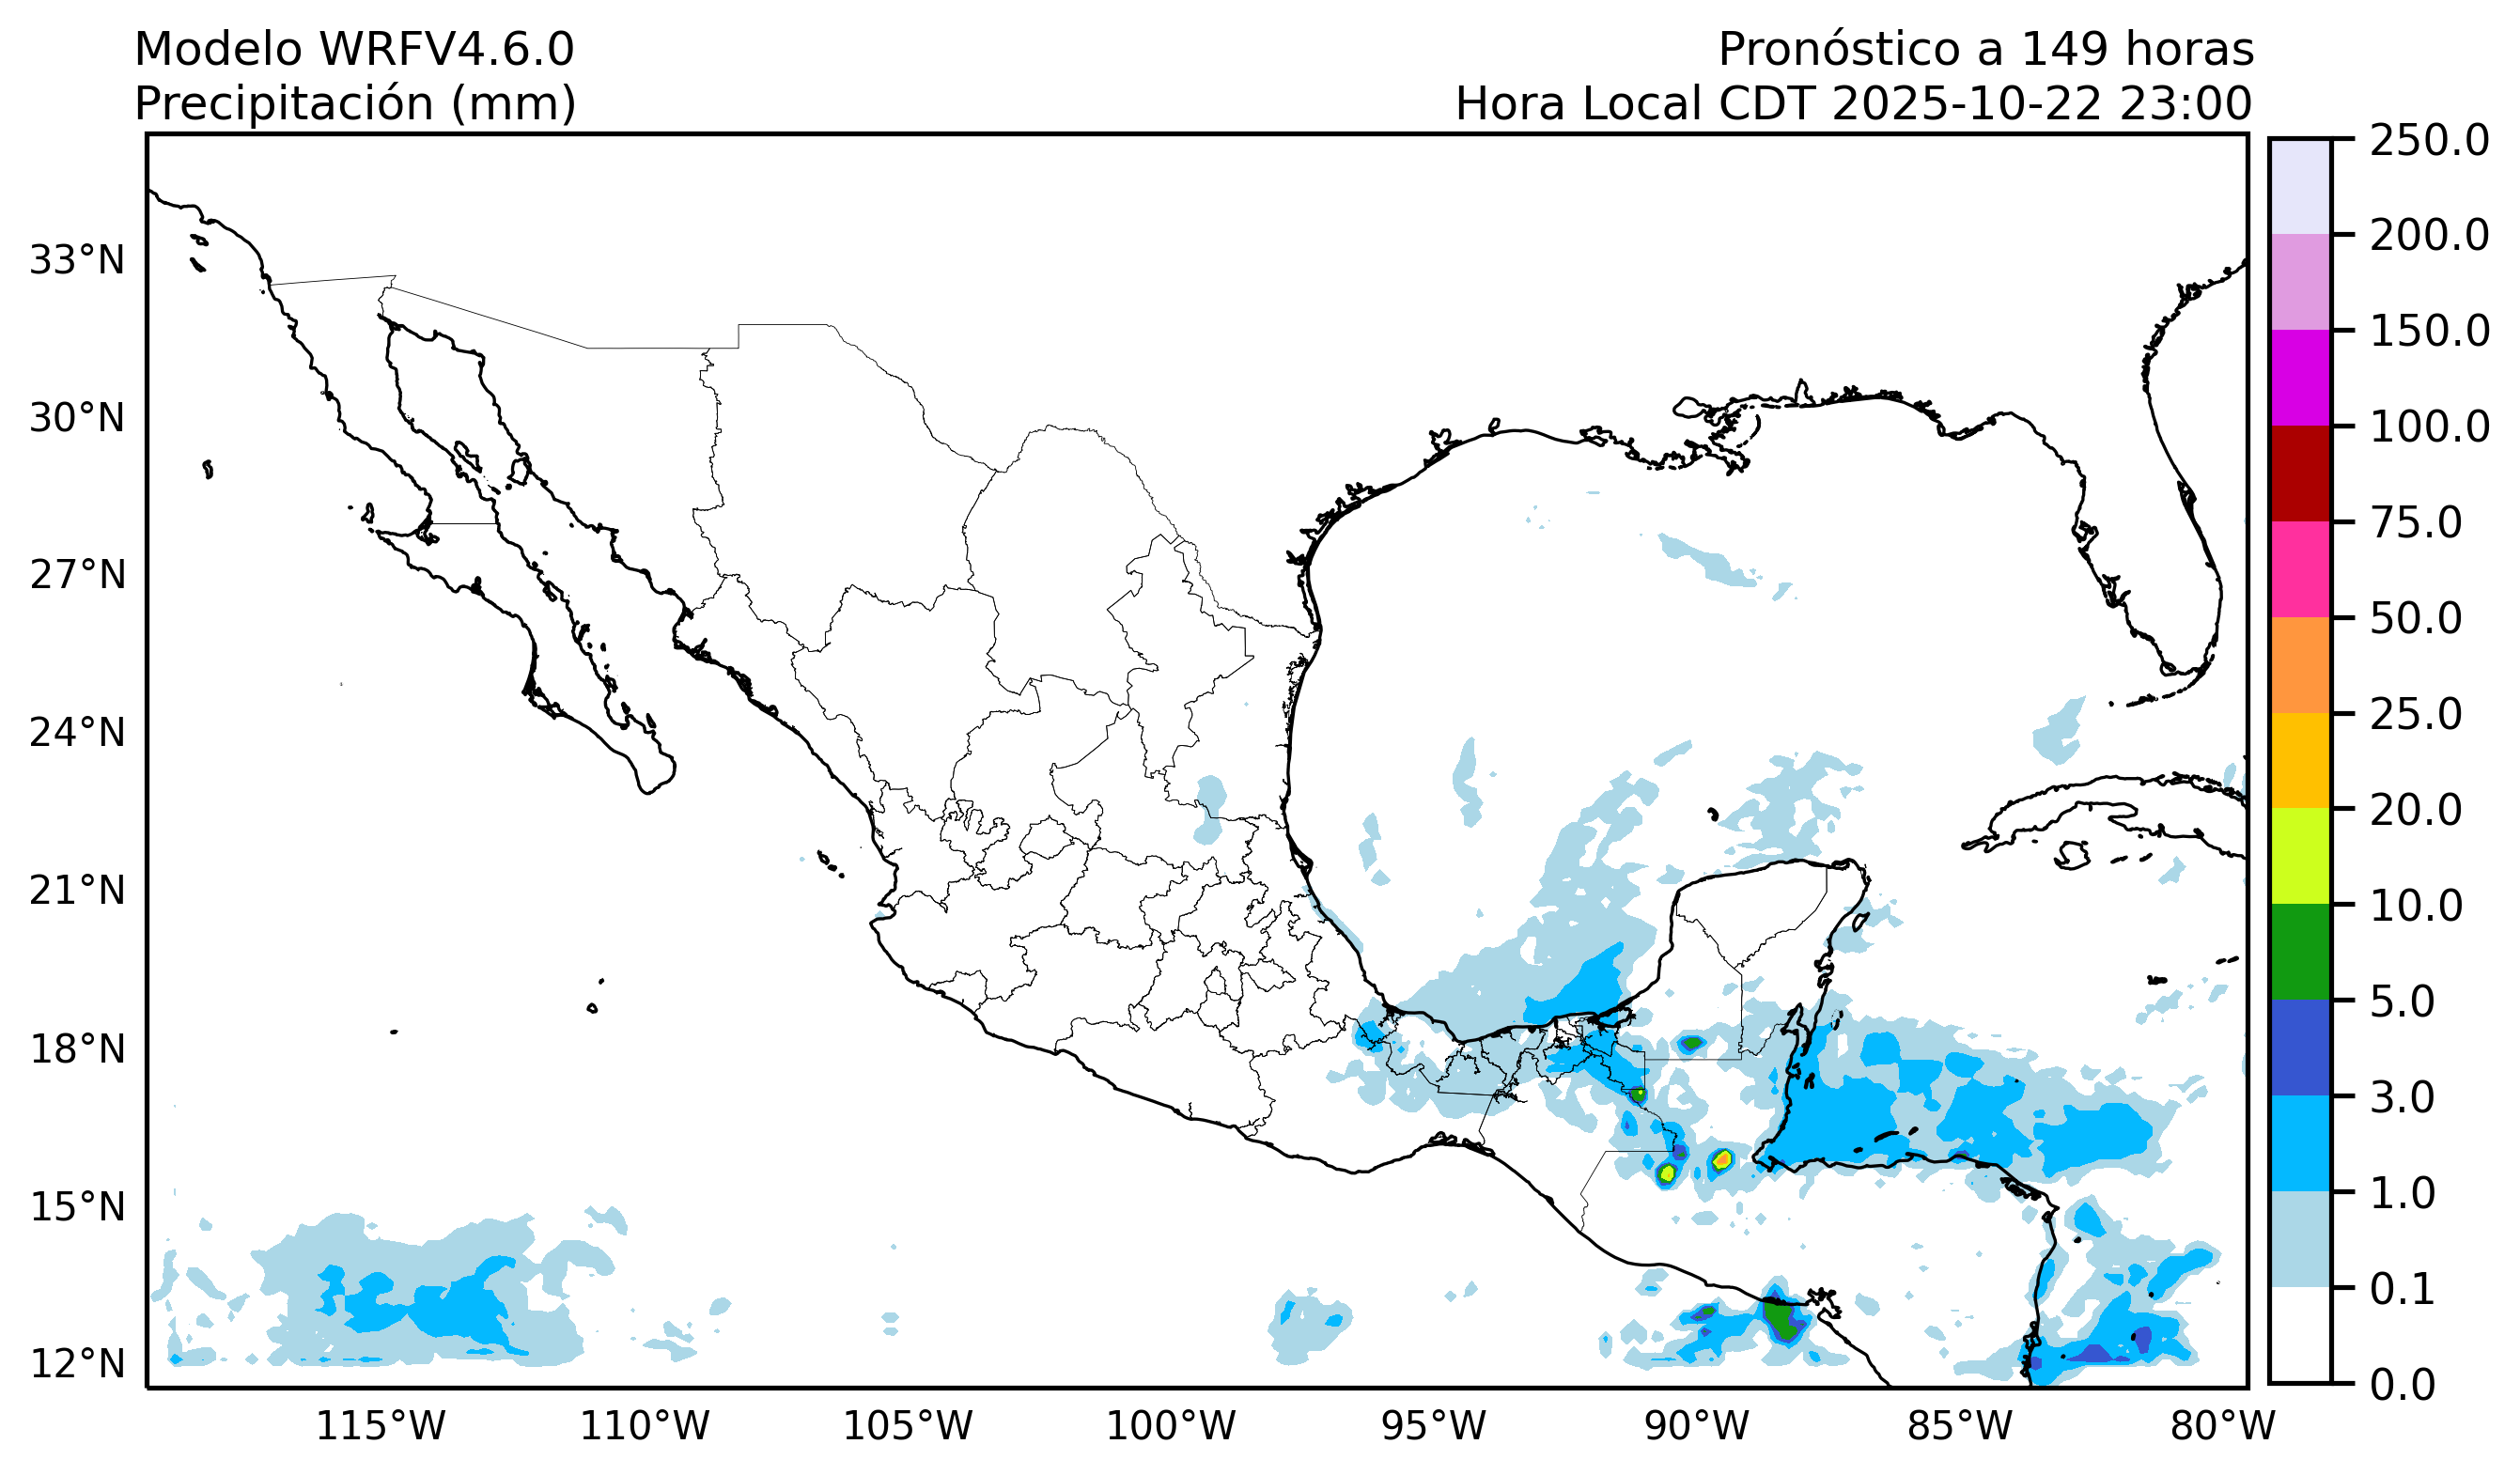 Modelo WRFV4.6.0
Precipitación (mm)
Pronóstico a 149 horas
Hora Local CDT 2025-10-22 23:00
33°N
30°N
27°N
24°N
21°N
18°N
15°N
12°N
115°W
110°W
105°W
100°W
95°W
90°W
85°W
80°W
250.0
200.0
150.0
100.0
75.0
50.0
25.0
20.0
10.0
5.0
3.0
1.0
0.1
0.0